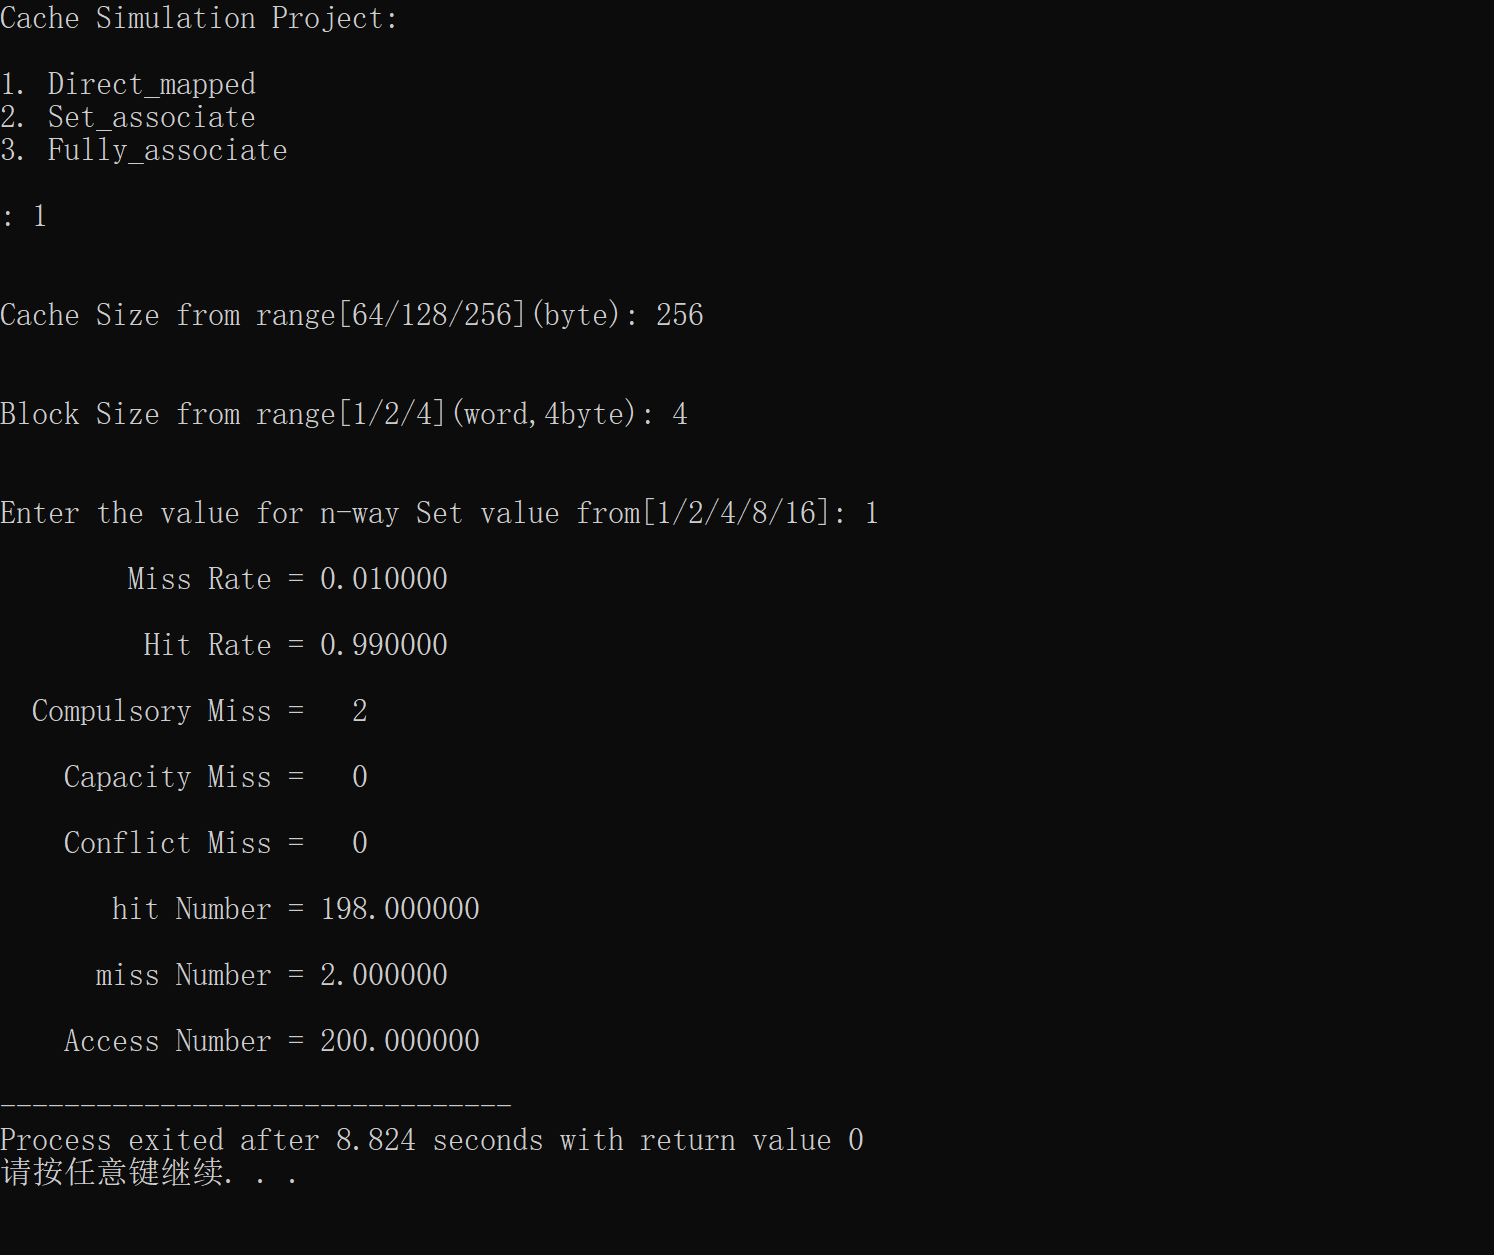 Cache Simulation Project:
1. Direct_mapped
2. Set_associate
3. Fully_associate
: 1
Cache Size from range[64/128/256](byte): 256
Block Size from range[1/2/4](word,4byte): 4
Enter the value for n-way Set value from[1/2/4/8/16]: 1
Miss Rate = 0.010000
Hit Rate = 0.990000
Compulsory Miss =   2
Capacity Miss =   0
Conflict Miss =   0
hit Number = 198.000000
miss Number = 2.000000
Access Number = 200.000000
--------------------------------
Process exited after 8.824 seconds with return value 0
请按任意键继续. . .